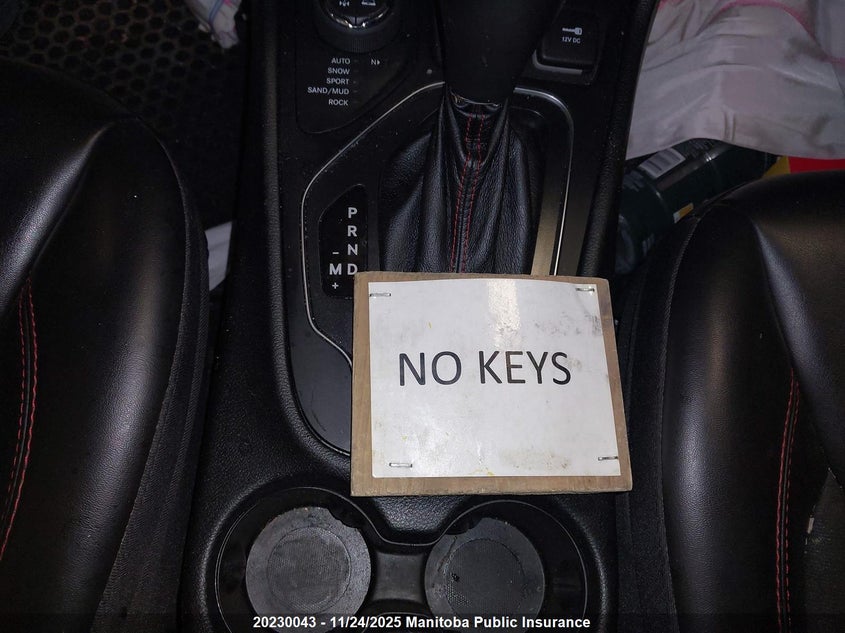 12V DC
AUTO N
SNOW
SPORT
SAND/MUD
ROCK
P
R
- N
M D
+
NO KEYS
20230043 - 11/24/2025 Manitoba Public Insurance